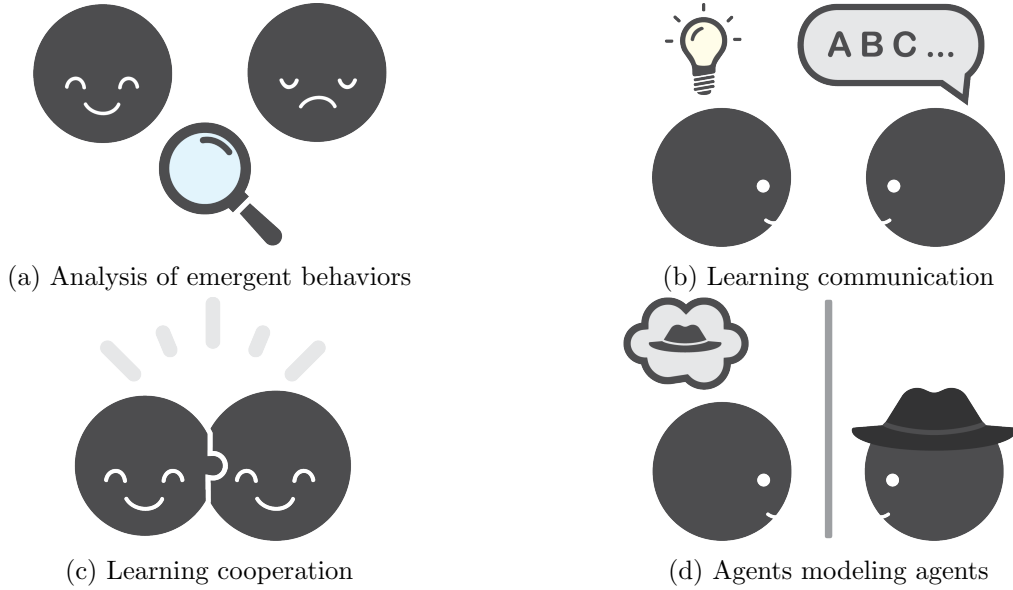 A B C ...
(a) Analysis of emergent behaviors
(b) Learning communication
(c) Learning cooperation
(d) Agents modeling agents